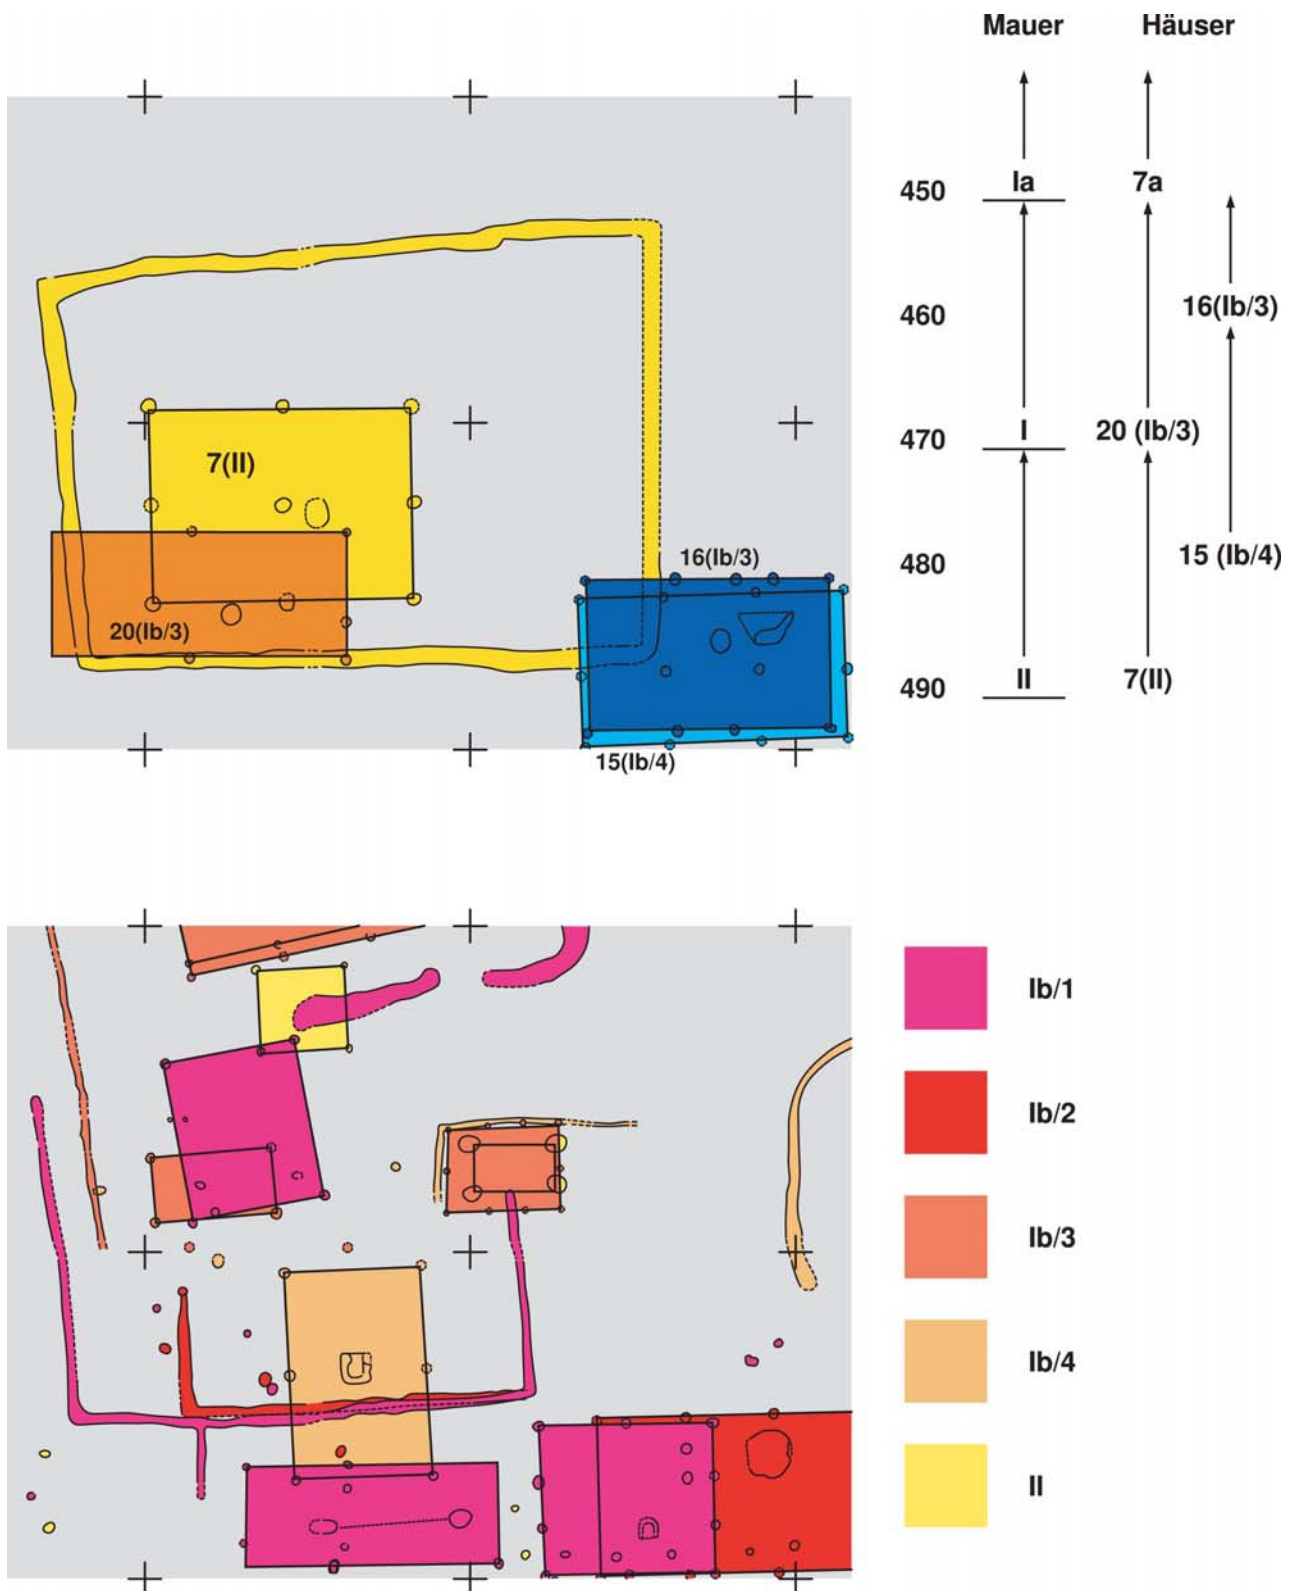 Mauer Häuser
450 Ia 7a
460 16(Ib/3)
470 I 20 (Ib/3)
480 15 (Ib/4)
490 II 7(II)
7(II)
20(Ib/3)
16(Ib/3)
15(Ib/4)
Ib/1
Ib/2
Ib/3
Ib/4
II